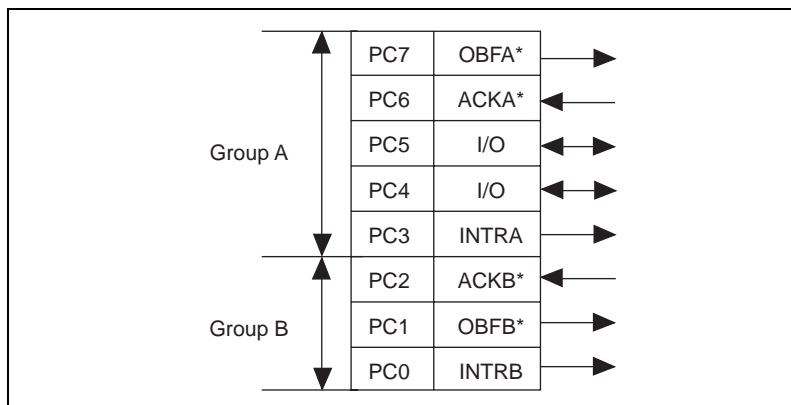 PC7 OBFA*
PC6 ACKA*
PC5 I/O
Group A
PC4 I/O
PC3 INTRA
PC2 ACKB*
Group B
PC1 OBFB*
PC0 INTRB